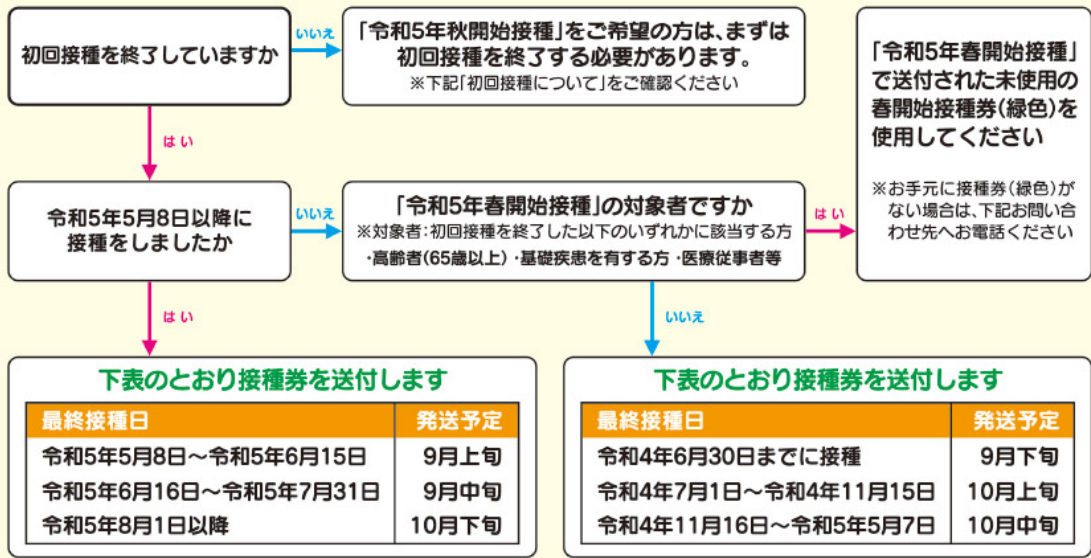 初回接種を終了していますか
いいえ
「令和5年秋開始接種」をご希望の方は、まずは
初回接種を終了する必要があります。
※下記「初回接種について」をご確認ください
「令和5年春開始接種」
で送付された未使用の
春開始接種券(緑色)を
使用してください
※お手元に接種券(緑色)が
ない場合は、下記お問い合
わせ先へお電話ください
はい
令和5年5月8日以降に
接種をしましたか
いいえ
「令和5年春開始接種」の対象者ですか
※対象者:初回接種を終了した以下のいずれかに該当する方
・高齢者(65歳以上) ・基礎疾患を有する方 ・医療従事者等
はい
はい
いいえ
下表のとおり接種券を送付します
最終接種日 発送予定
令和5年5月8日〜令和5年6月15日 9月上旬
令和5年6月16日〜令和5年7月31日 9月中旬
令和5年8月1日以降 10月下旬
下表のとおり接種券を送付します
最終接種日 発送予定
令和4年6月30日までに接種 9月下旬
令和4年7月1日〜令和4年11月15日 10月上旬
令和4年11月16日〜令和5年5月7日 10月中旬